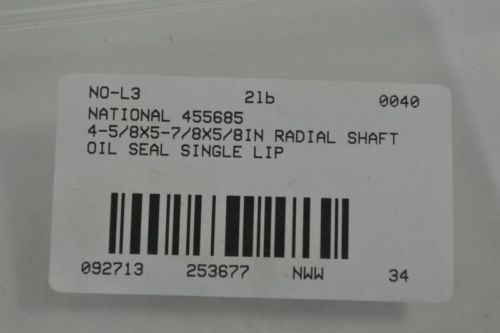 NO-L3 2lb 0040
NATIONAL 455685
4-5/8X5-7/8X5/8IN RADIAL SHAFT
OIL SEAL SINGLE LIP
092713 253677 NWW 34